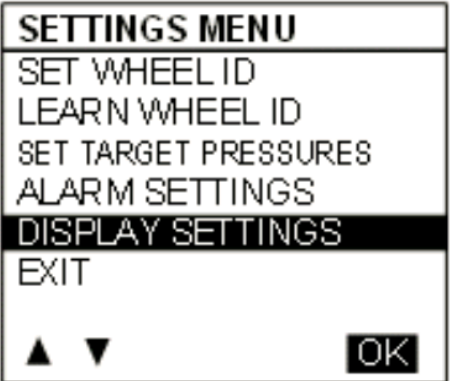 SETTINGS MENU
SET WHEEL ID
LEARN WHEEL ID
SET TARGET PRESSURES
ALARM SETTINGS
DISPLAY SETTINGS
EXIT
▲ ▼ OK